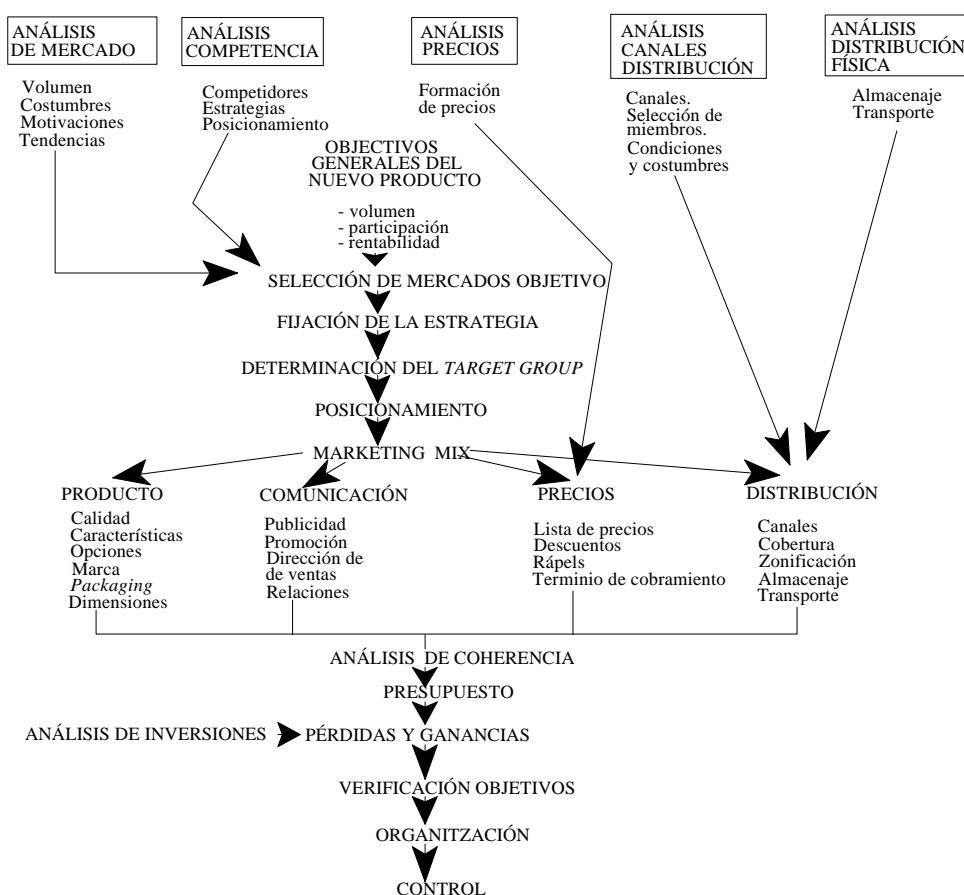 ANÁLISIS
DE MERCADO
Volumen
Costumbres
Motivaciones
Tendencias
ANÁLISIS
COMPETENCIA
Competidores
Estrategias
Posicionamiento
ANÁLISIS
PRECIOS
Formación
de precios
ANÁLISIS
CANALES
DISTRIBUCIÓN
Canales.
Selección de
miembros.
Condiciones
y costumbres
ANÁLISIS
DISTRIBUCIÓN
FÍSICA
Almacenaje
Transporte
OBJECTIVOS
GENERALES DEL
NUEVO PRODUCTO
- volumen
- participación
- rentabilidad
SELECCIÓN DE MERCADOS OBJETIVO
FIJACIÓN DE LA ESTRATEGIA
DETERMINACIÓN DEL TARGET GROUP
POSICIONAMIENTO
MARKETING MIX
PRODUCTO
Calidad
Características
Opciones
Marca
Packaging
Dimensiones
COMUNICACIÓN
Publicidad
Promoción
Dirección de
de ventas
Relaciones
PRECIOS
Lista de precios
Descuentos
Rápels
Terminio de cobramiento
DISTRIBUCIÓN
Canales
Cobertura
Zonificación
Almacenaje
Transporte
ANÁLISIS DE COHERENCIA
PRESUPUESTO
ANÁLISIS DE INVERSIONES
PÉRDIDAS Y GANANCIAS
VERIFICACIÓN OBJETIVOS
ORGANITZACIÓN
CONTROL